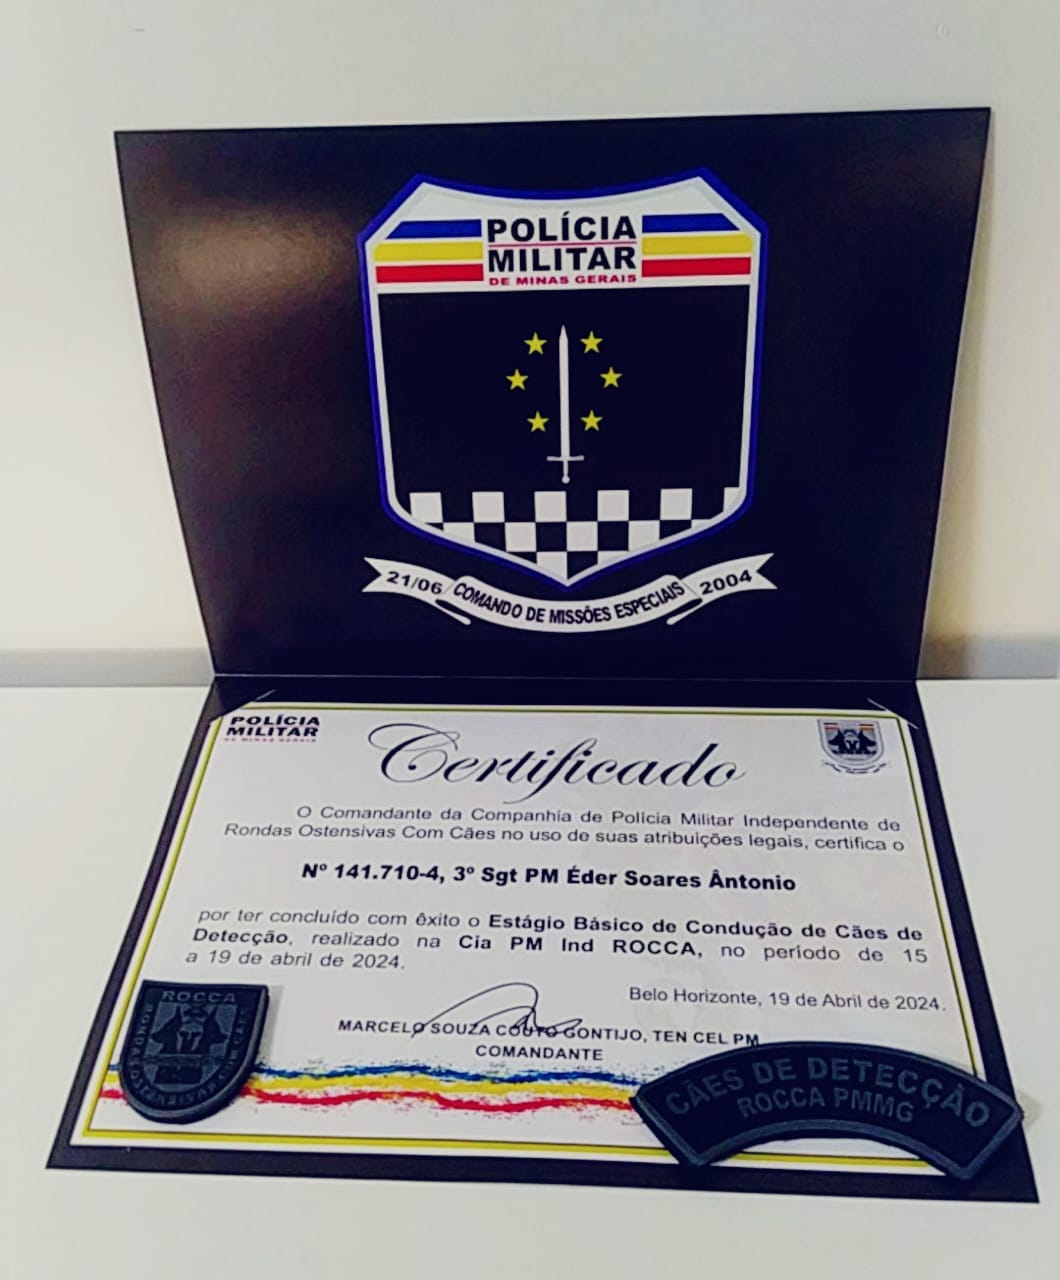 POLÍCIA
MILITAR
DE MINAS GERAIS
21/06 COMANDO DE MISSÕES ESPECIAIS 2004
POLÍCIA
MILITAR
DE MINAS GERAIS
Certificado
O Comandante da Companhia de Polícia Militar Independente de
Rondas Ostensivas Com Cães no uso de suas atribuições legais, certifica o
Nº 141.710-4, 3º Sgt PM Éder Soares Ântonio
por ter concluído com êxito o Estágio Básico de Condução de Cães de
Detecção, realizado na Cia PM Ind ROCCA, no período de 15
a 19 de abril de 2024.
Belo Horizonte, 19 de Abril de 2024.
MARCELO SOUZA COUTO GONTIJO, TEN CEL PM
COMANDANTE
ROCCA
CÃES DE DETECÇÃO
ROCCA PMMG